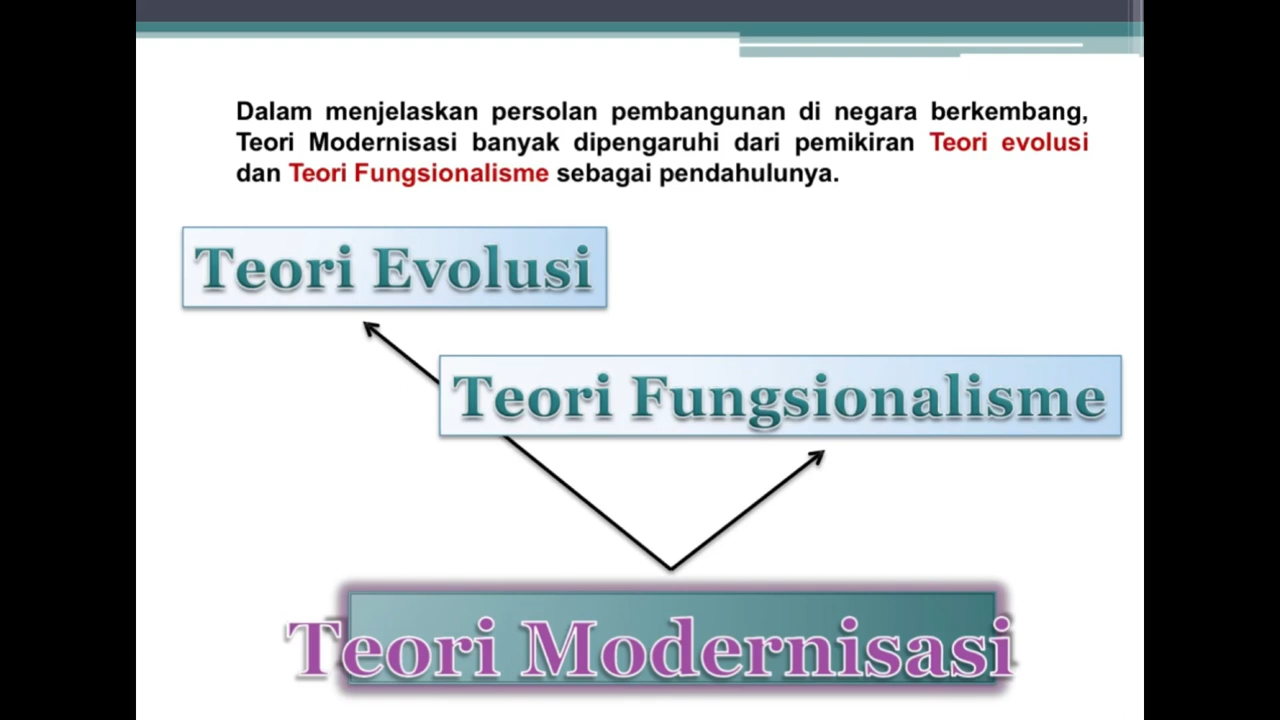 Dalam menjelaskan persolan pembangunan di negara berkembang,
Teori Modernisasi banyak dipengaruhi dari pemikiran Teori evolusi
dan Teori Fungsionalisme sebagai pendahulunya.
Teori Evolusi
Teori Fungsionalisme
Teori Modernisasi